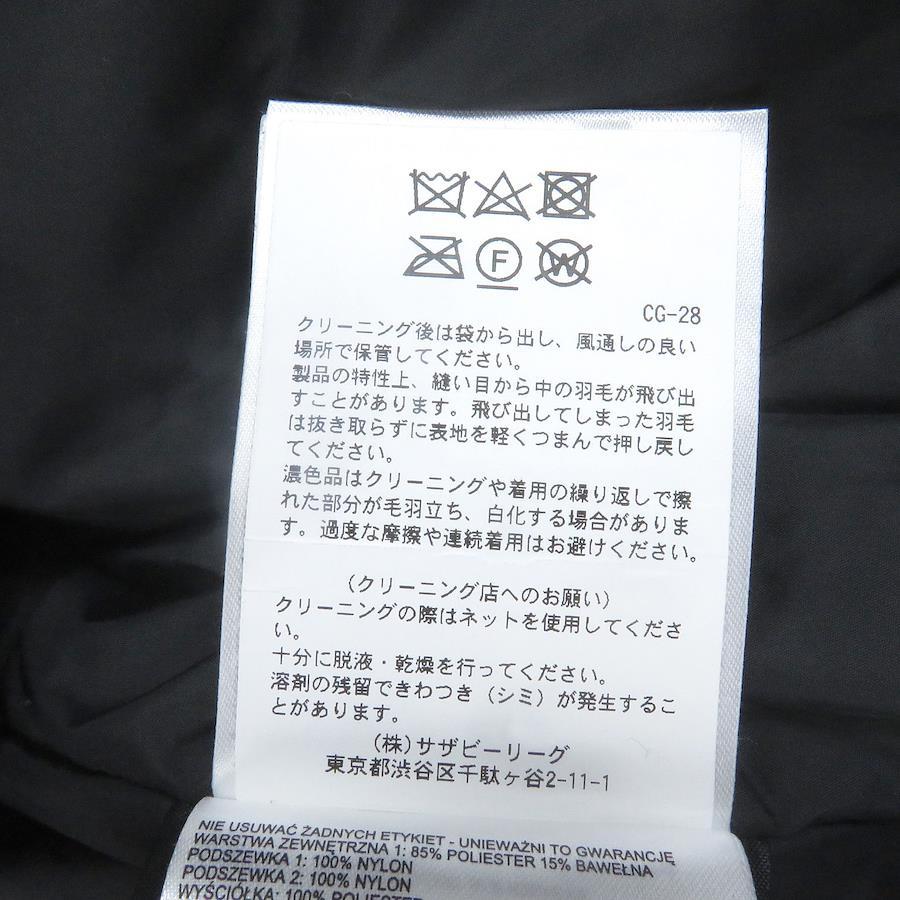 F
W
CG-28
クリーニング後は袋から出し、風通しの良い
場所で保管してください。
製品の特性上、縫い目から中の羽毛が飛び出
すことがあります。飛び出してしまった羽毛
は抜き取らずに表地を軽くつまんで押し戻し
てください。
濃色品はクリーニングや着用の繰り返しで擦
れた部分が毛羽立ち、白化する場合がありま
す。過度な摩擦や連続着用はお避けください。
(クリーニング店へのお願い)
クリーニングの際はネットを使用してくださ
い。
十分に脱液・乾燥を行ってください。
溶剤の残留できわつき(シミ)が発生するこ
とがあります。
(株)サザビーリーグ
東京都渋谷区千駄ヶ谷2-11-1
NIE USUWAĆ ŻADNYCH ETYKIET - UNIEWAŻNI TO GWARANCJĘ
WARSTWA ZEWNĘTRZNA 1: 85% POLIESTER 15% BAWEŁNA
PODSZEWKA 1: 100% NYLON
PODSZEWKA 2: 100% NYLON
WYŚCIÓŁKA: 100% POLIESTER